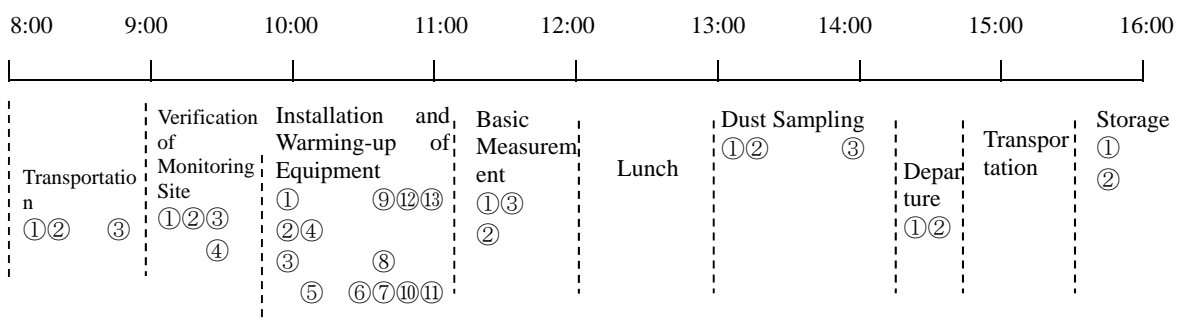 8:00 9:00 10:00 11:00 12:00 13:00 14:00 15:00 16:00
Transportatio
n
①② ③
Verification
of
Monitoring
Site
①②③
④
Installation and
Warming-up of
Equipment
① ⑨⑫⑬
②④
③ ⑧
⑤ ⑥⑦⑩⑪
Basic
Measurem
ent
①③
②
Lunch
Dust Sampling
①② ③
Depar
ture
①②
Transpor
tation
Storage
①
②